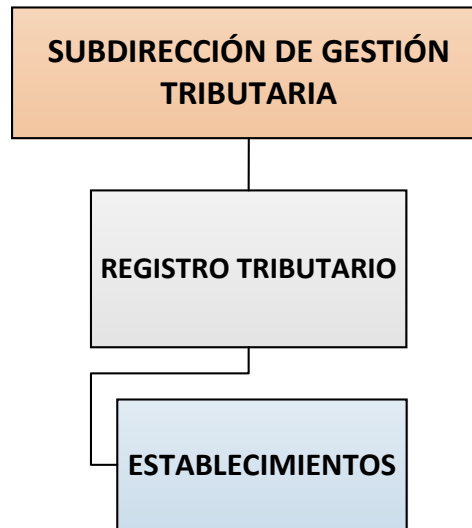 SUBDIRECCIÓN DE GESTIÓN
TRIBUTARIA
REGISTRO TRIBUTARIO
ESTABLECIMIENTOS